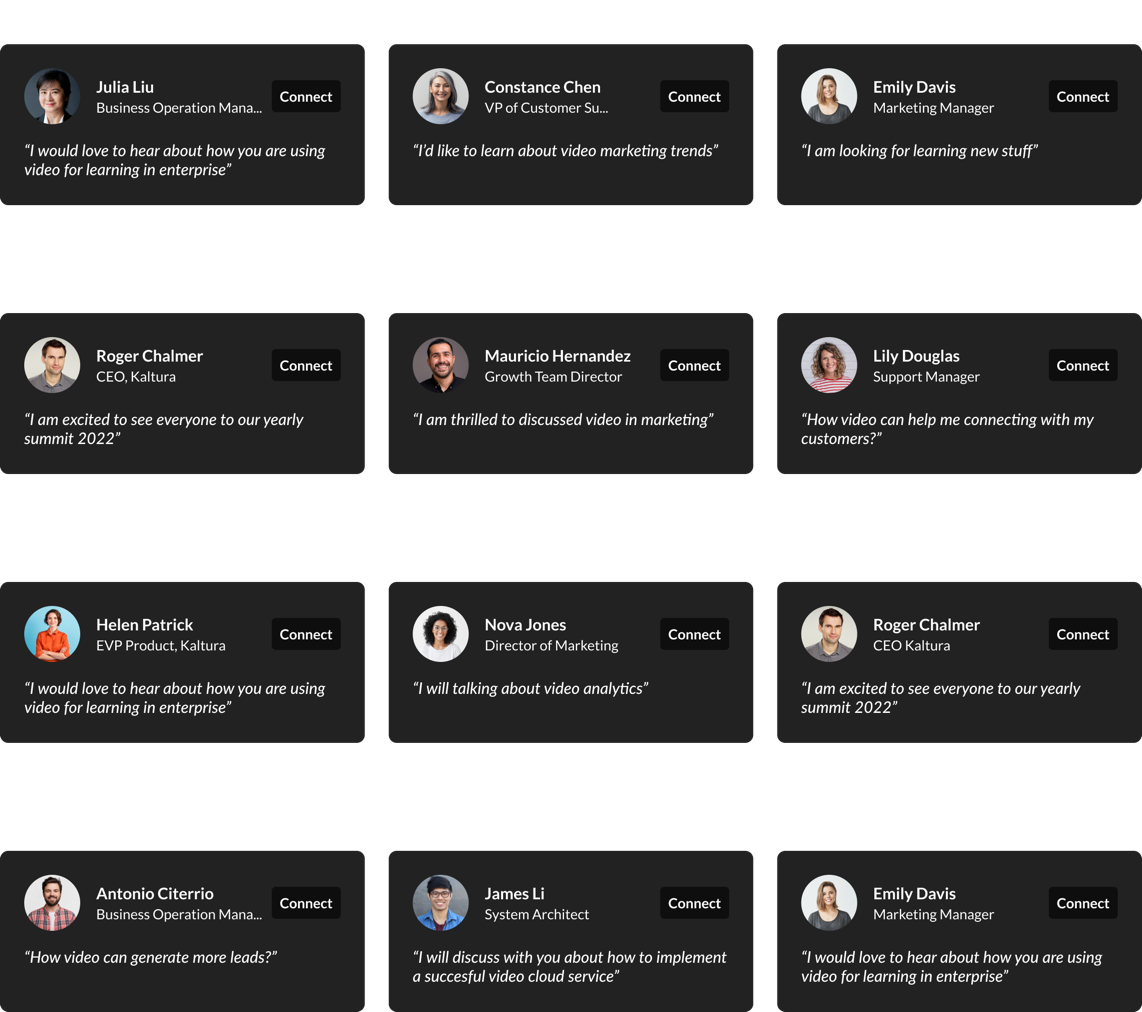 Julia Liu
Business Operation Mana...
Connect
“I would love to hear about how you are using
video for learning in enterprise”
Constance Chen
VP of Customer Su...
Connect
“I’d like to learn about video marketing trends”
Emily Davis
Marketing Manager
Connect
“I am looking for learning new stuff”
Roger Chalmer
CEO, Kaltura
Connect
“I am excited to see everyone to our yearly
summit 2022”
Mauricio Hernandez
Growth Team Director
Connect
“I am thrilled to discussed video in marketing”
Lily Douglas
Support Manager
Connect
“How video can help me connecting with my
customers?”
Helen Patrick
EVP Product, Kaltura
Connect
“I would love to hear about how you are using
video for learning in enterprise”
Nova Jones
Director of Marketing
Connect
“I will talking about video analytics”
Roger Chalmer
CEO Kaltura
Connect
“I am excited to see everyone to our yearly
summit 2022”
Antonio Citerrio
Business Operation Mana...
Connect
“How video can generate more leads?”
James Li
System Architect
Connect
“I will discuss with you about how to implement
a succesful video cloud service”
Emily Davis
Marketing Manager
Connect
“I would love to hear about how you are using
video for learning in enterprise”